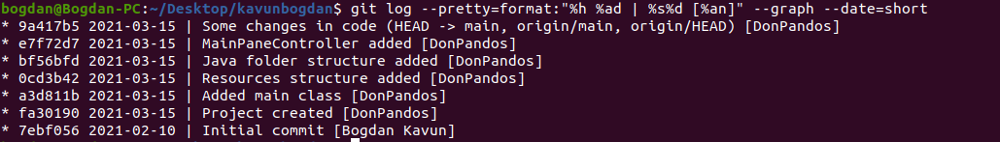 bogdan@Bogdan-PC:~/Desktop/kavunbogdan$ git log --pretty=format:"%h %ad | %s%d [%an]" --graph --date=short
* 9a417b5 2021-03-15 | Some changes in code (HEAD -> main, origin/main, origin/HEAD) [DonPandos]
* e7f72d7 2021-03-15 | MainPaneController added [DonPandos]
* bf56bfd 2021-03-15 | Java folder structure added [DonPandos]
* 0cd3b42 2021-03-15 | Resources structure added [DonPandos]
* a3d811b 2021-03-15 | Added main class [DonPandos]
* fa30190 2021-03-15 | Project created [DonPandos]
* 7ebf056 2021-02-10 | Initial commit [Bogdan Kavun]